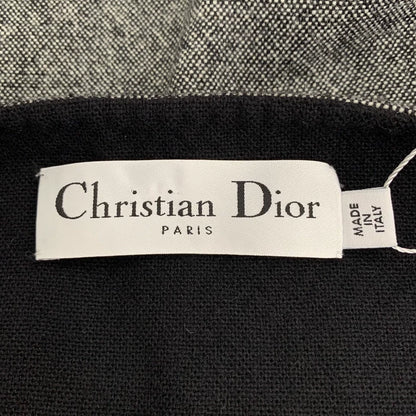 Christian Dior
PARIS
MADE
IN
ITALY